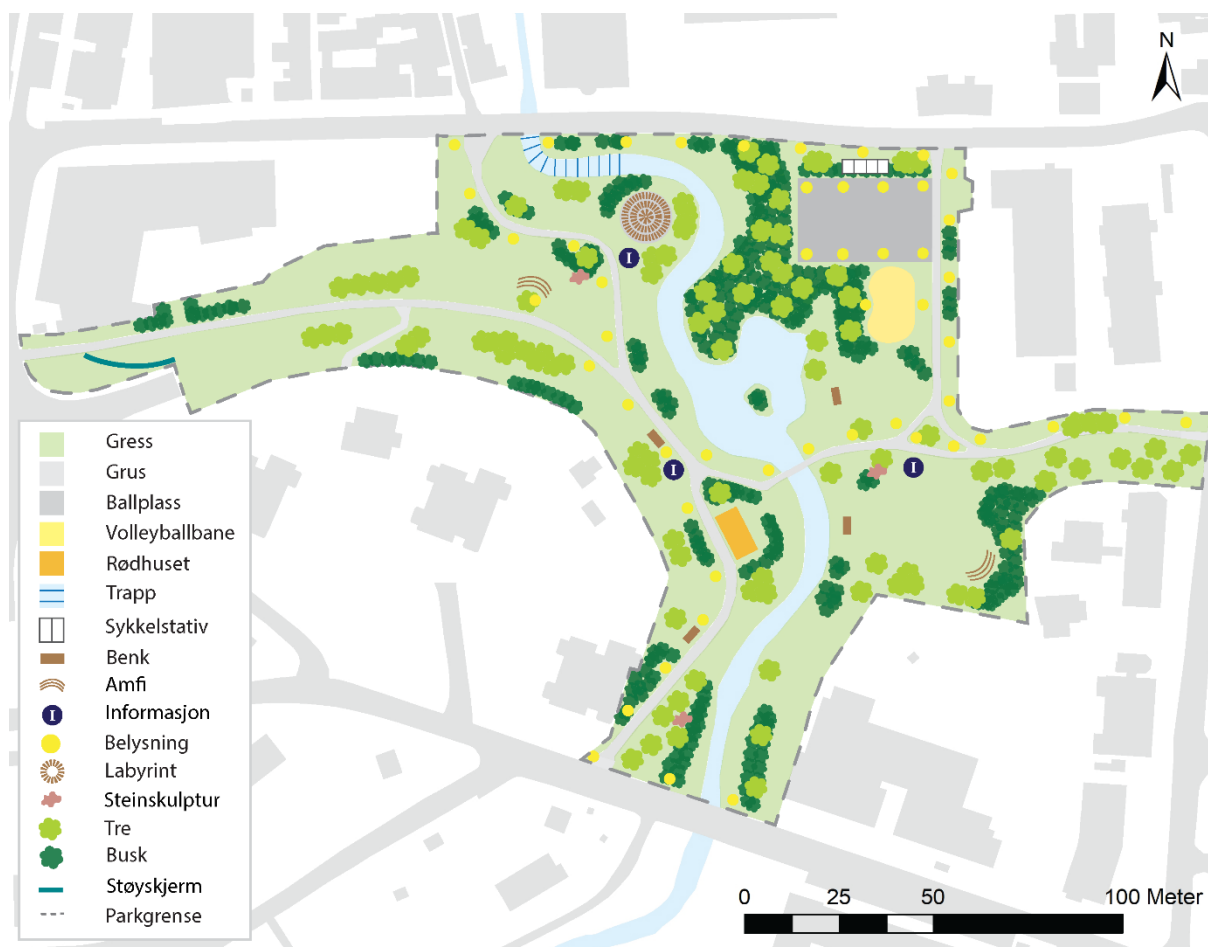 N
I
I
I
Gress
Grus
Ballplass
Volleyballbane
Rødhuset
Trapp
Sykkelstativ
Benk
Amfi
I Informasjon
Belysning
Labyrint
Steinskulptur
Tre
Busk
Støyskjerm
Parkgrense
0 25 50 100 Meter